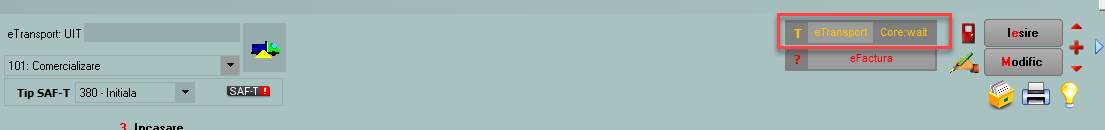 eTransport: UIT
T eTransport Core:wait
Iesire
? eFactura
101: Comercializare
Modific
Tip SAF-T 380 - Initiala
SAF-T !
3. Incasare